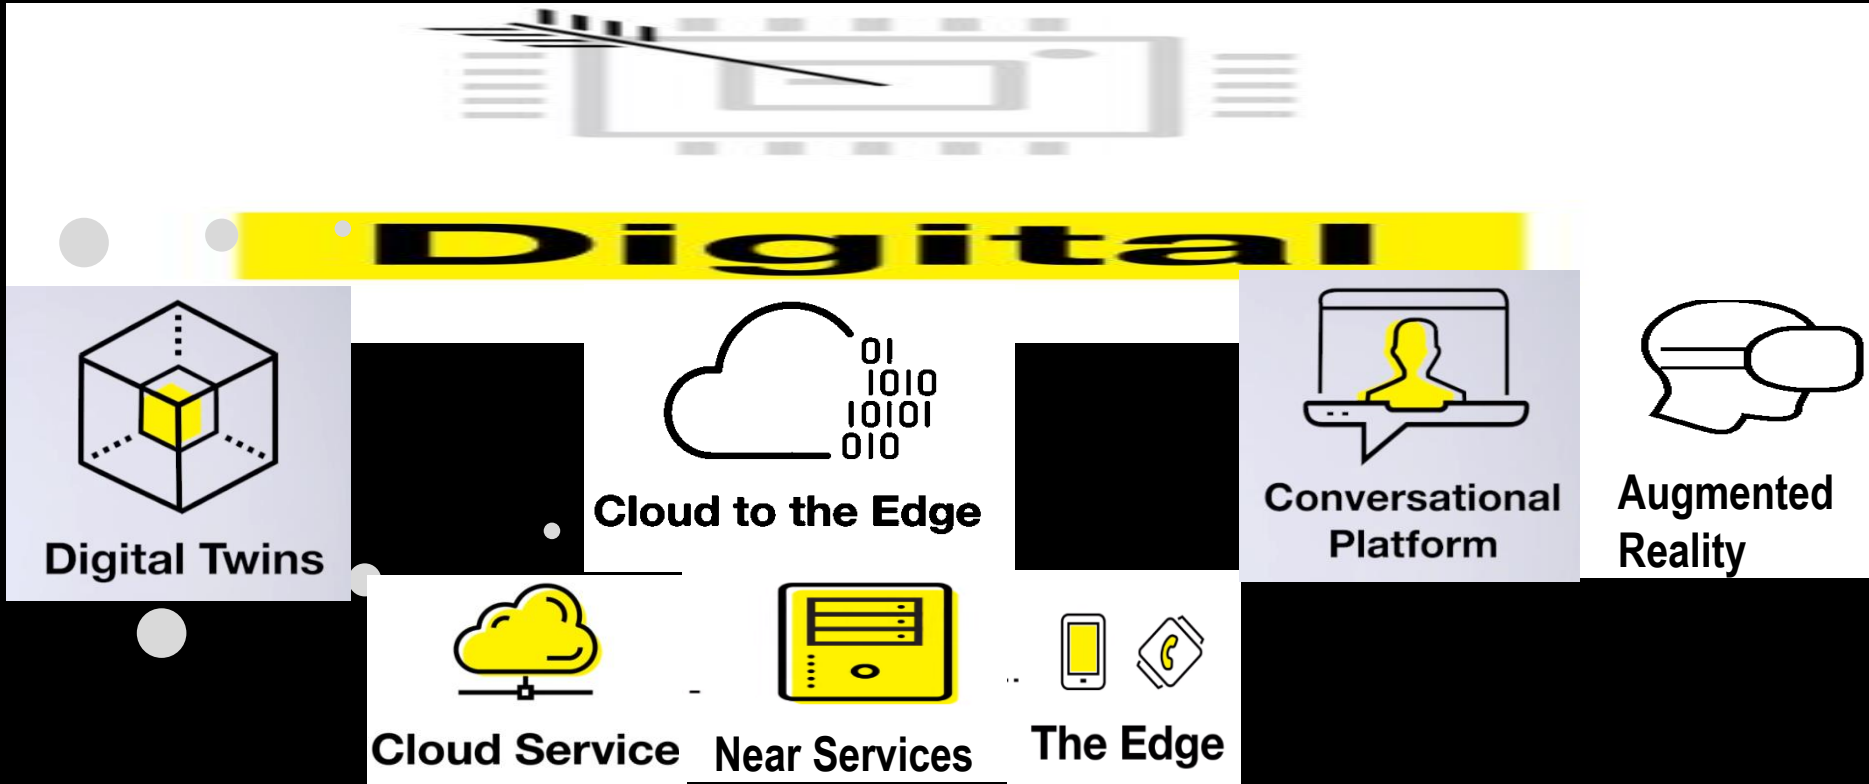 Digital
01
1010
10101
010
Digital Twins
Cloud to the Edge
Conversational
Platform
Augmented
Reality
Cloud Service
Near Services
The Edge